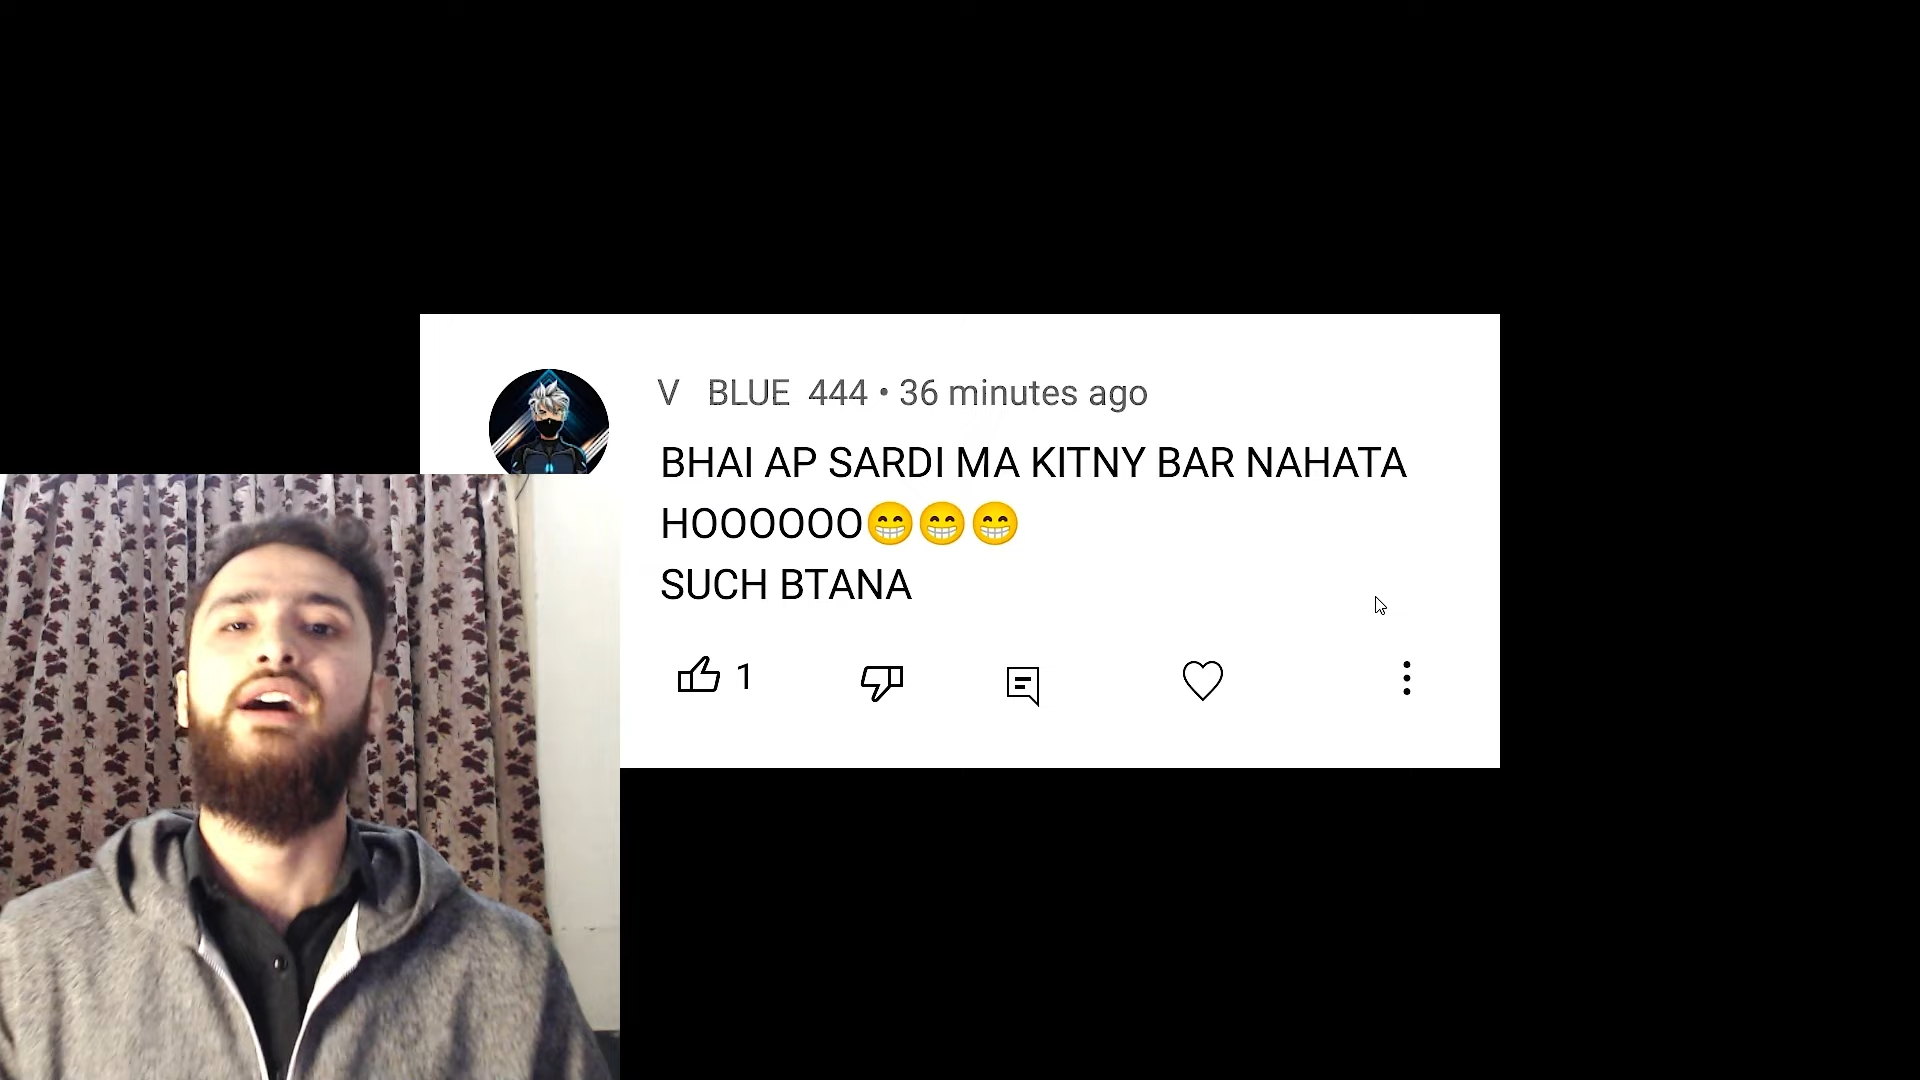 V BLUE 444 • 36 minutes ago
BHAI AP SARDI MA KITNY BAR NAHATA
HOOOOOO😁😁😁
SUCH BTANA
1